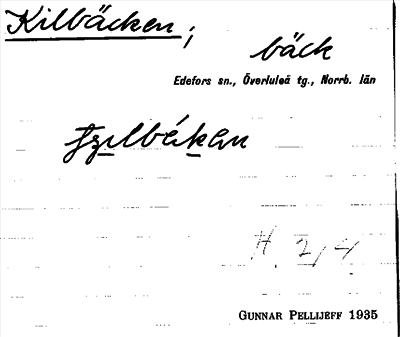 Kilbäcken;
bäck
Edefors sn., Överluleå tg., Norrb. län
H. 2/4
GUNNAR PELLIJEFF 1935